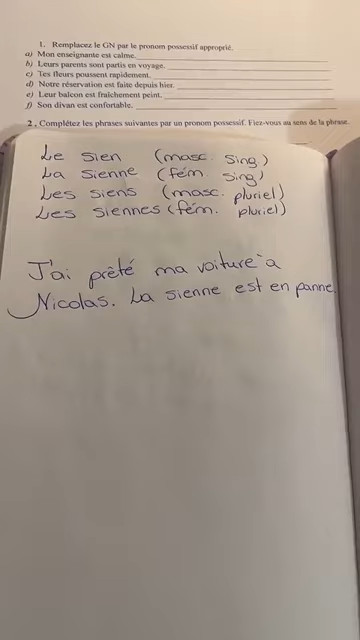 1. Remplacez le GN par le pronom possessif approprié.
a) Mon enseignante est calme.
b) Leurs parents sont partis en voyage.
c) Tes fleurs poussent rapidement.
d) Notre réservation est faite depuis hier.
e) Leur balcon est fraîchement peint.
f) Son divan est confortable.
2. Complétez les phrases suivantes par un pronom possessif. Fiez-vous au sens de la phrase.
Le sien (masc. sing.)
La sienne (fém. sing)
Les siens (masc. pluriel)
Les siennes (fém. pluriel)
J'ai prêté ma voiture à
Nicolas. La sienne est en panne